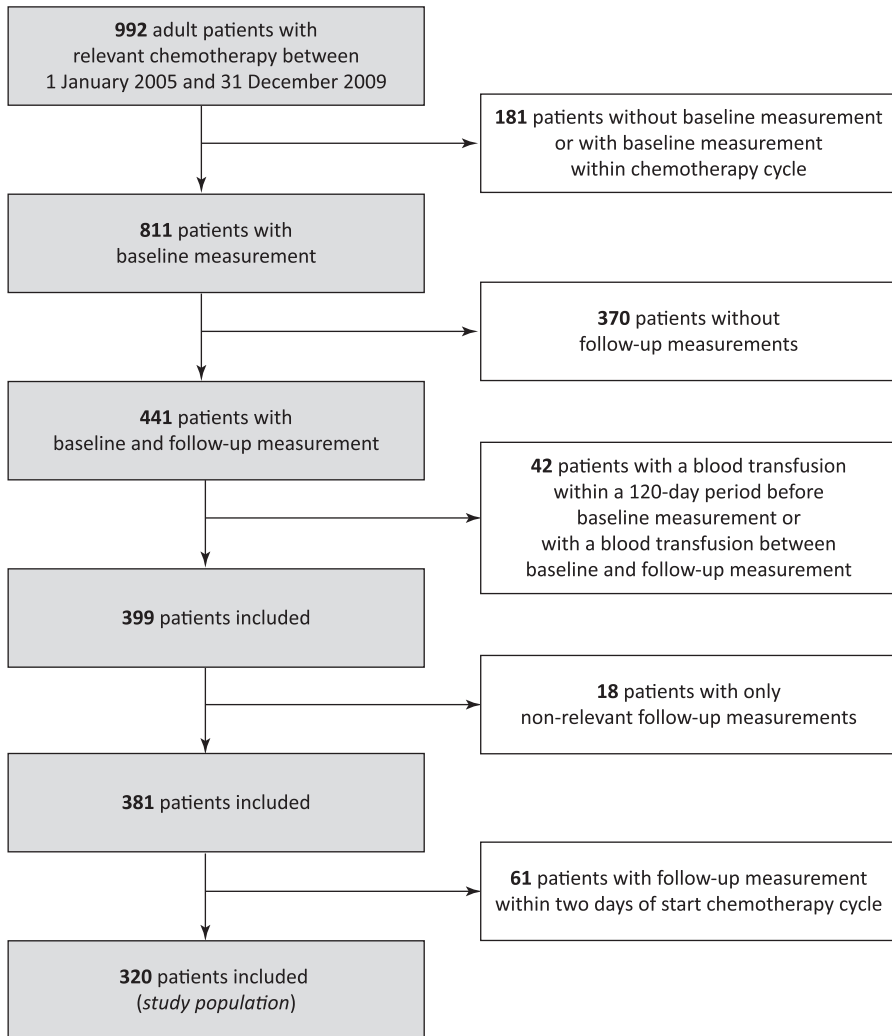 992 adult patients with
relevant chemotherapy between
1 January 2005 and 31 December 2009
181 patients without baseline measurement
or with baseline measurement
within chemotherapy cycle
811 patients with
baseline measurement
370 patients without
follow-up measurements
441 patients with
baseline and follow-up measurement
42 patients with a blood transfusion
within a 120-day period before
baseline measurement or
with a blood transfusion between
baseline and follow-up measurement
399 patients included
18 patients with only
non-relevant follow-up measurements
381 patients included
61 patients with follow-up measurement
within two days of start chemotherapy cycle
320 patients included
(study population)